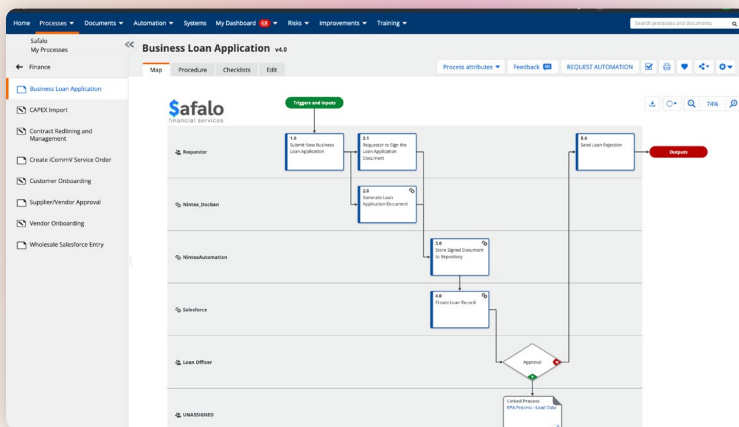 Home Processes Documents Automation Systems My Dashboard 68 Risks Improvements Training
Search processes and documents
Safalo
My Processes
Finance
Business Loan Application
CAPEX Import
Contract Redlining and
Management
Create iCommV Service Order
Customer Onboarding
Supplier/Vendor Approval
Vendor Onboarding
Wholesale Salesforce Entry
Business Loan Application v4.0
Map Procedure Checklists Edit
Process attributes Feedback REQUEST AUTOMATION
74%
$afalo
financial services
Triggers and Inputs
Requestor
1.0
Submit New Business
Loan Application
2.1
Requestor to Sign the
Loan Application
Document
5.0
Send Loan Rejection
Outputs
Nintex_DocGen
2.0
Generate Loan
Application Document
NintexAutomation
3.0
Store Signed Document
to Repository
Salesforce
4.0
Create Loan Record
Loan Officer
Approval
N
Y
UNASSIGNED
Linked Process
RPA Process - Load Data